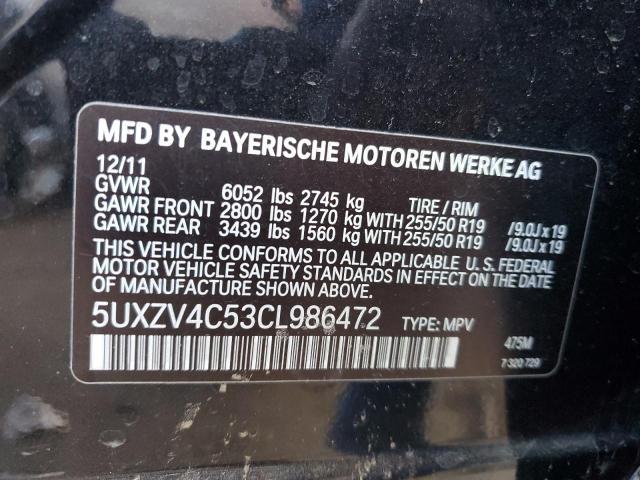 MFD BY BAYERISCHE MOTOREN WERKE AG
12/11
GVWR 6052 lbs 2745 kg TIRE / RIM
GAWR FRONT 2800 lbs 1270 kg WITH 255/50 R19 /9.0J x 19
GAWR REAR 3439 lbs 1560 kg WITH 255/50 R19 /9.0J x 19
THIS VEHICLE CONFORMS TO ALL APPLICABLE U.S. FEDERAL
MOTOR VEHICLE SAFETY STANDARDS IN EFFECT ON THE DATE
OF MANUFACTURE SHOWN ABOVE.
5UXZV4C53CL986472 TYPE: MPV
475M
7 320 729